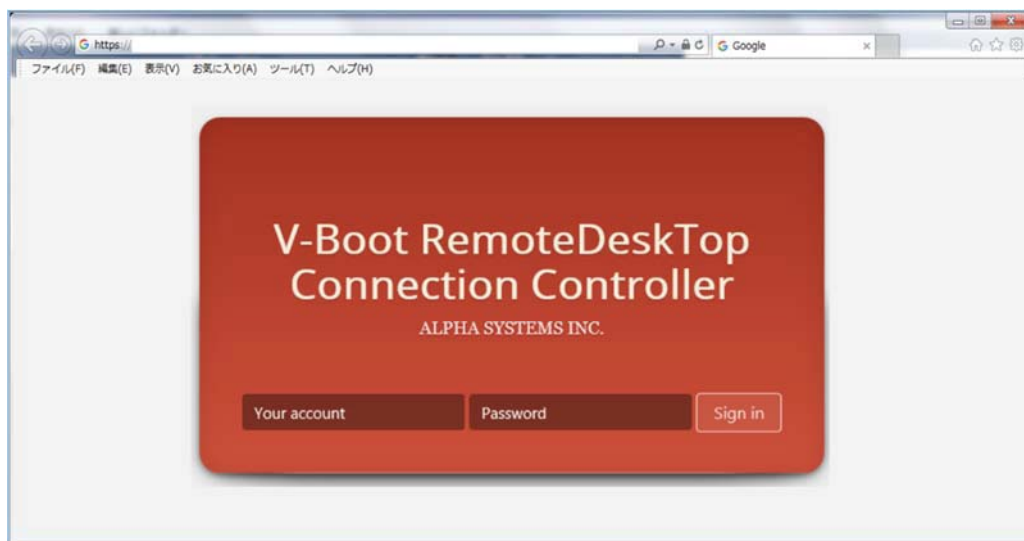 https://
Google
ファイル(F) 編集(E) 表示(V) お気に入り(A) ツール(T) ヘルプ(H)
V-Boot RemoteDeskTop
Connection Controller
ALPHA SYSTEMS INC.
Your account Password Sign in